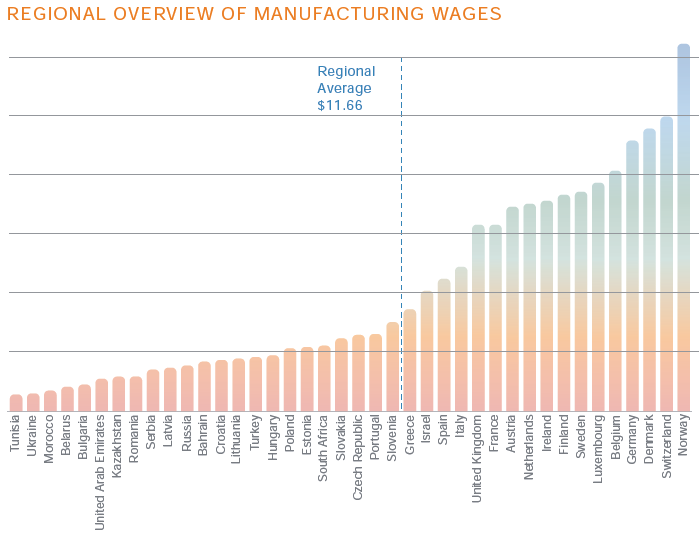 REGIONAL OVERVIEW OF MANUFACTURING WAGES
Regional
Average
$11.66
Tunisia
Ukraine
Morocco
Belarus
Bulgaria
United Arab Emirates
Kazakhstan
Romania
Serbia
Latvia
Russia
Bahrain
Croatia
Lithuania
Turkey
Hungary
Poland
Estonia
South Africa
Slovakia
Czech Republic
Portugal
Slovenia
Greece
Israel
Spain
Italy
United Kingdom
France
Austria
Netherlands
Ireland
Finland
Sweden
Luxembourg
Belgium
Germany
Denmark
Switzerland
Norway